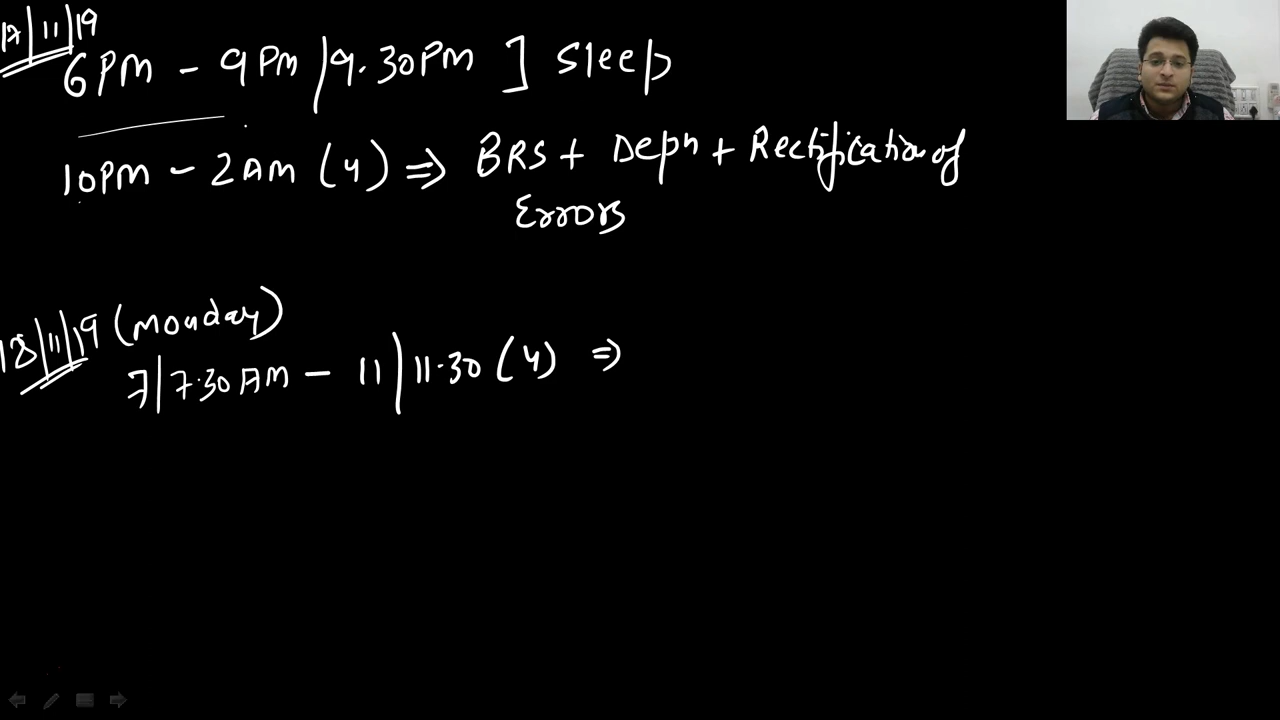 17|11|19
6PM - 9PM |9.30PM ] Sleep
10PM - 2AM (4) ⇒ BRS + Depn + Rectification of
Errors
18|11|19 (Monday)
7|7.30AM - 11|11.30 (4) ⇒